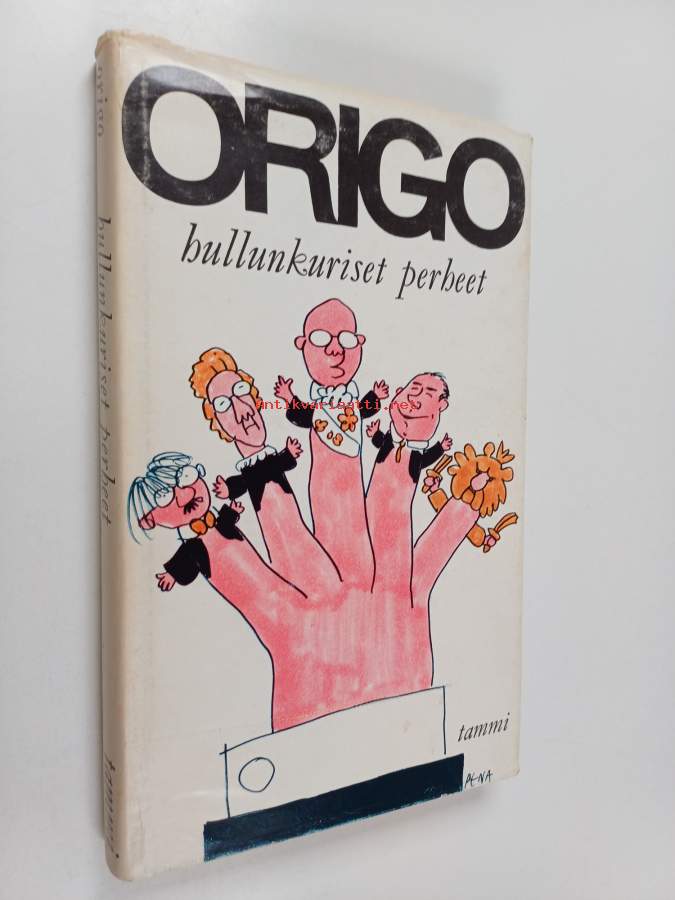 ORIGO
hullunkuriset perheet
Antikvariaatti.net
tammi
PENA
origo
hullunkuriset perheet
tammi